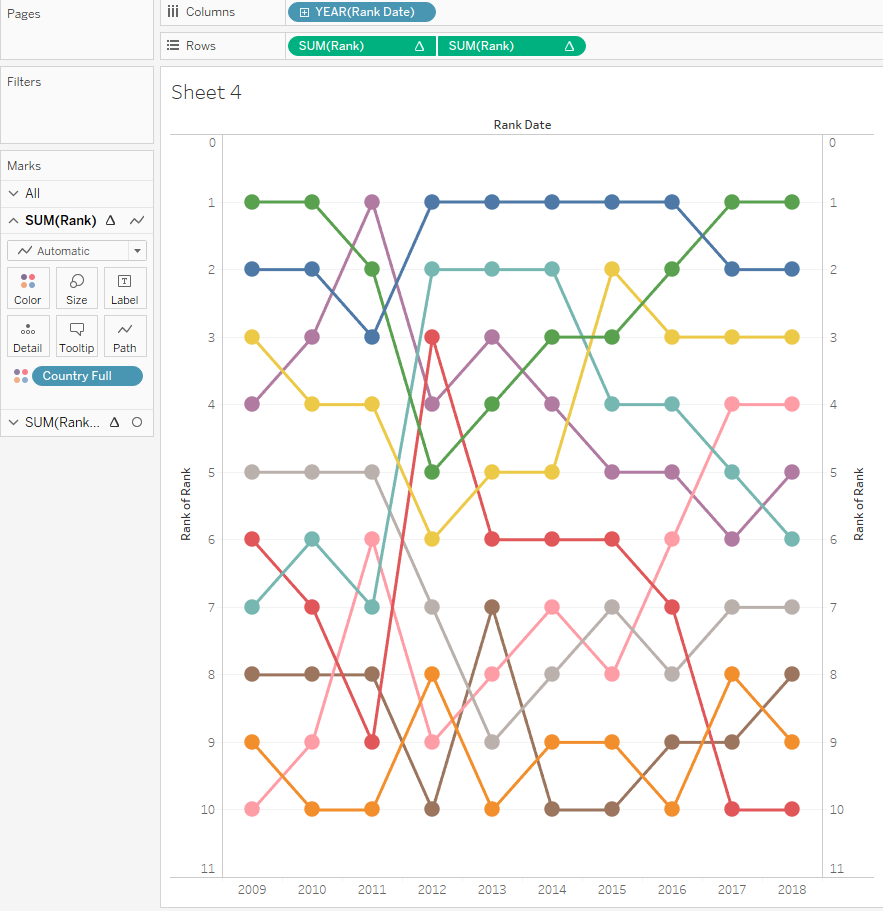 Pages
Columns
YEAR(Rank Date)
Rows
SUM(Rank) Δ SUM(Rank) Δ
Filters
Marks
All
SUM(Rank) Δ
Automatic
Color Size Label
Detail Tooltip Path
Country Full
SUM(Rank... Δ
Sheet 4
Rank Date
0 0
1 1
2 2
3 3
4 4
5 5
6 6
7 7
8 8
9 9
10 10
11 11
Rank of Rank
Rank of Rank
2009 2010 2011 2012 2013 2014 2015 2016 2017 2018